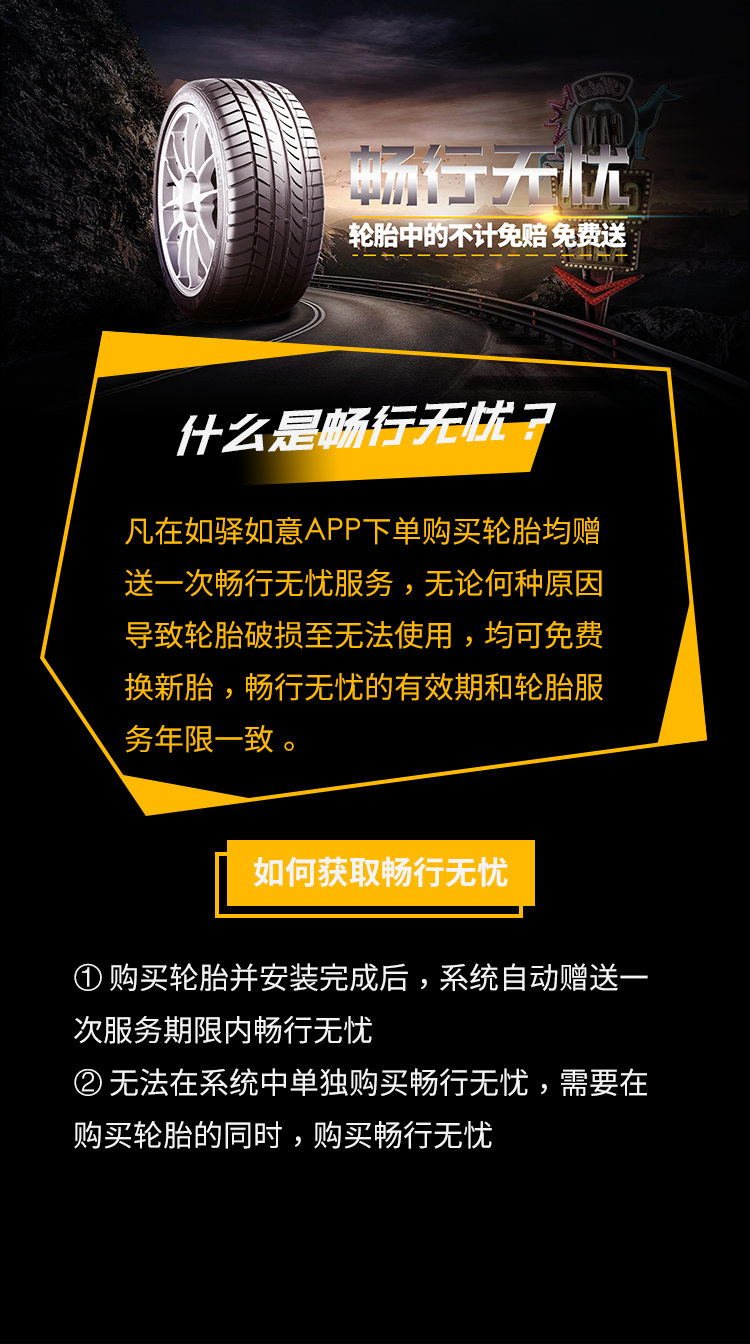 畅行无忧
轮胎中的不计免赔 免费送
什么是畅行无忧？
凡在如驿如意APP下单购买轮胎均赠
送一次畅行无忧服务，无论何种原因
导致轮胎破损至无法使用，均可免费
换新胎，畅行无忧的有效期和轮胎服
务年限一致。
如何获取畅行无忧
① 购买轮胎并安装完成后，系统自动赠送一
次服务期限内畅行无忧
② 无法在系统中单独购买畅行无忧，需要在
购买轮胎的同时，购买畅行无忧